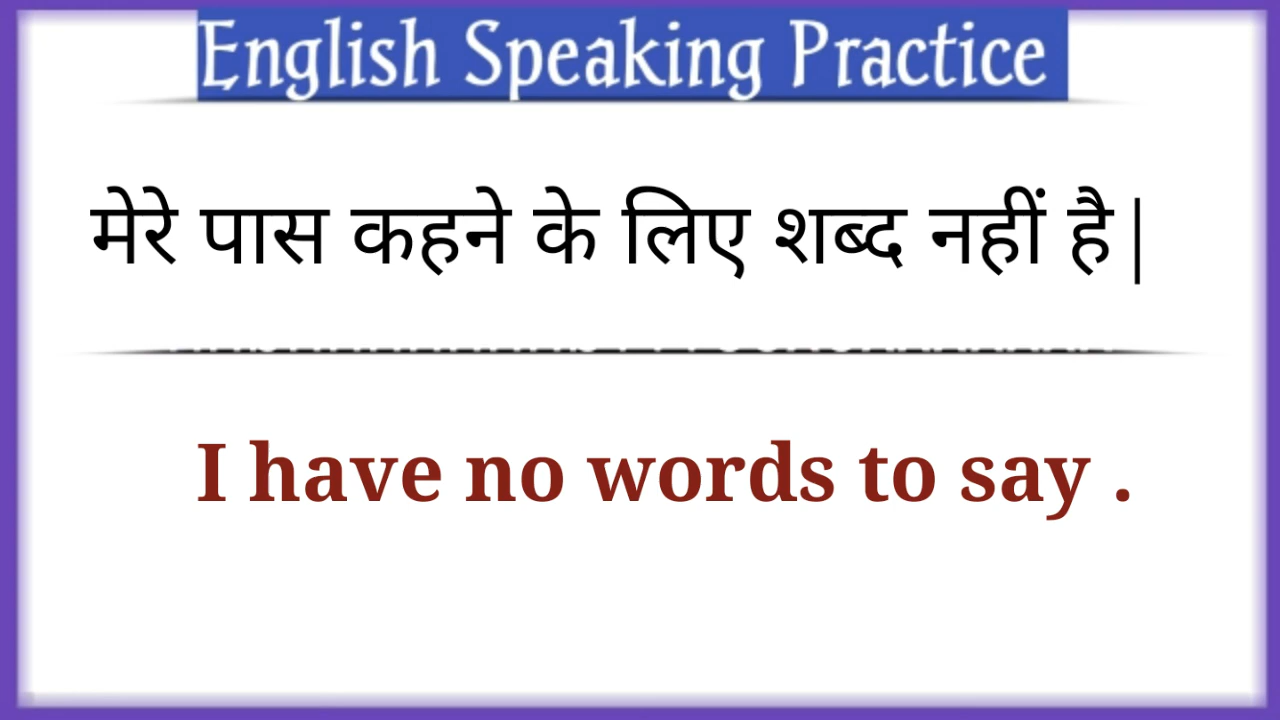 English Speaking Practice
मेरे पास कहने के लिए शब्द नहीं है|
I have no words to say .